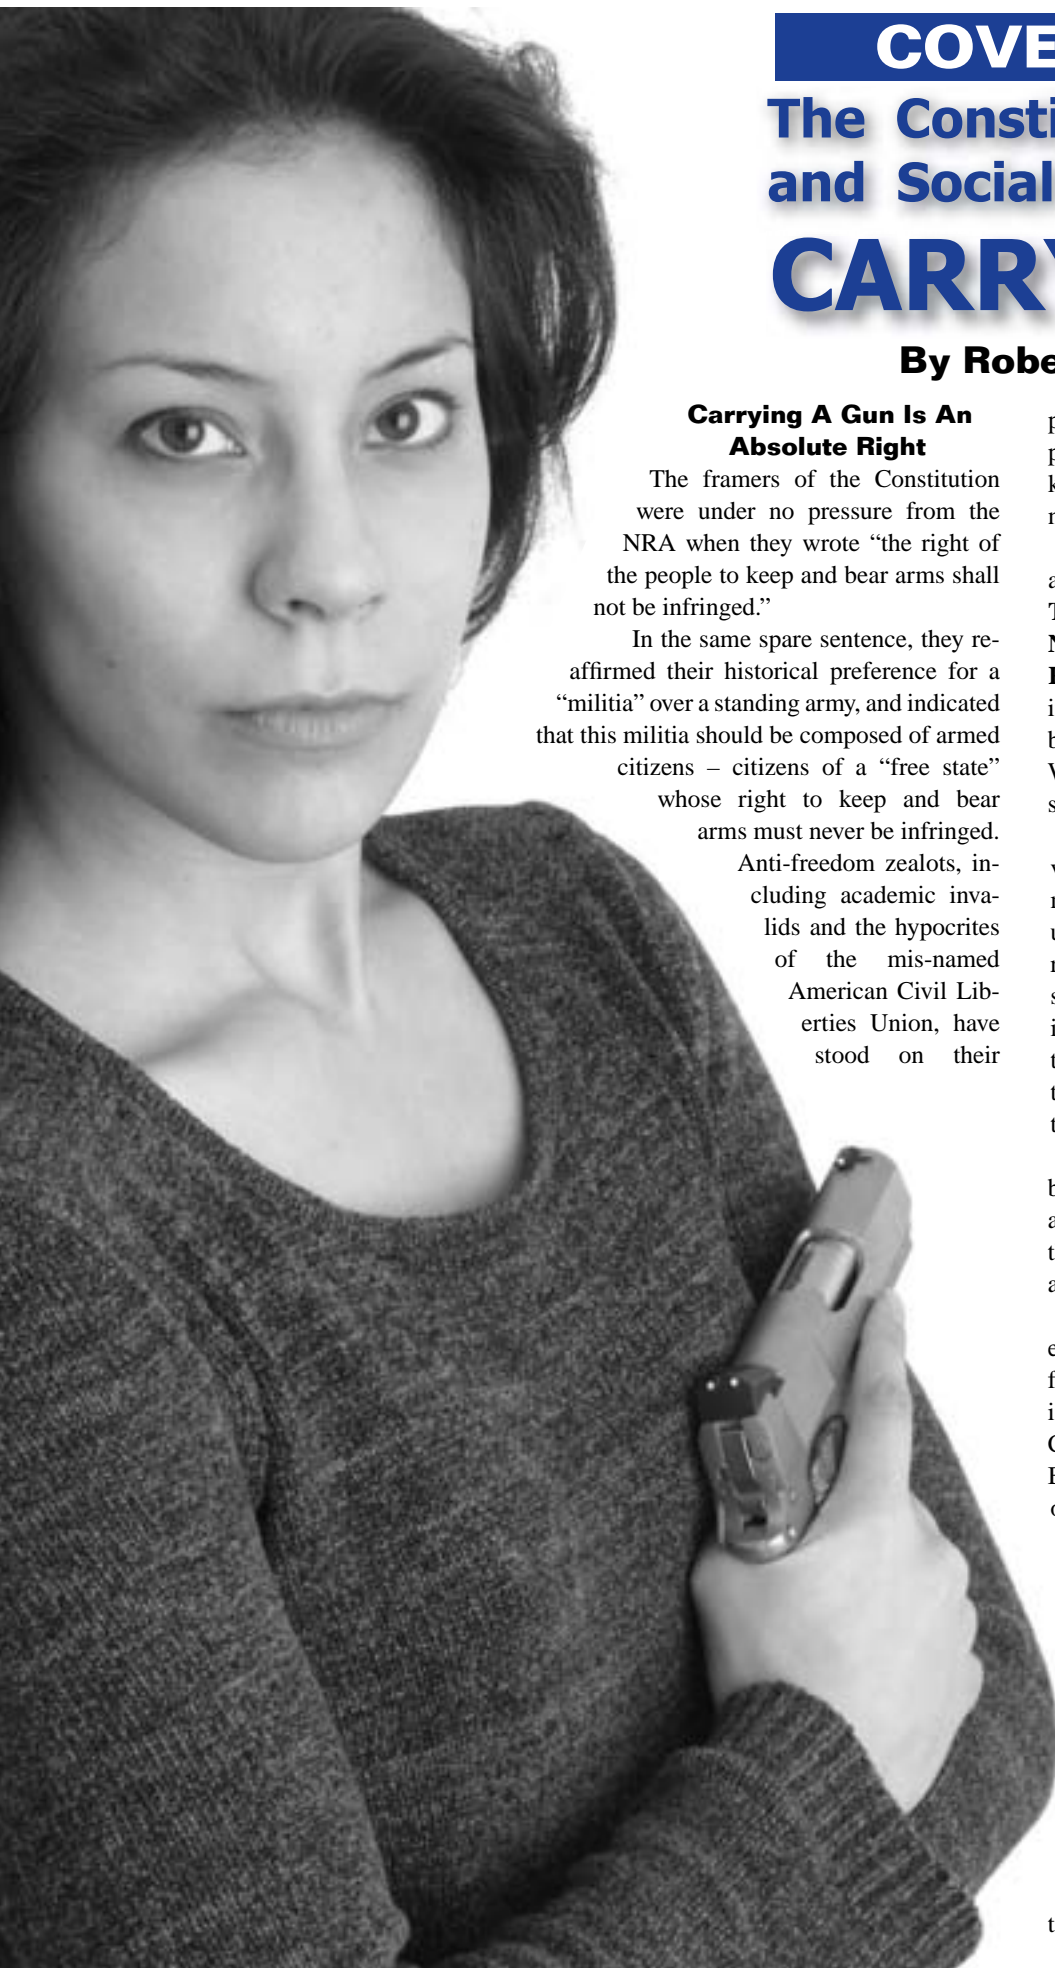 COVE
The Consti
and Social
CARRY
By Robe
Carrying A Gun Is An
Absolute Right
The framers of the Constitution
were under no pressure from the
NRA when they wrote “the right of
the people to keep and bear arms shall
not be infringed.”
In the same spare sentence, they re-
affirmed their historical preference for a
“militia” over a standing army, and indicated
that this militia should be composed of armed
citizens – citizens of a “free state”
whose right to keep and bear
arms must never be infringed.
Anti-freedom zealots, in-
cluding academic inva-
lids and the hypocrites
of the mis-named
American Civil Lib-
erties Union, have
stood on their